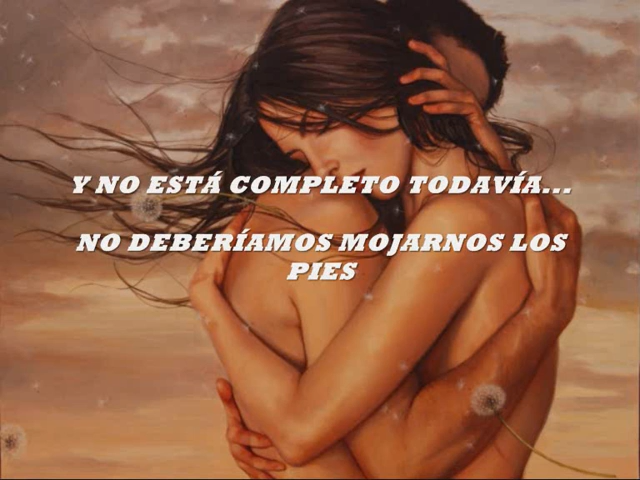 Y NO ESTÁ COMPLETO TODAVÍA...
NO DEBERÍAMOS MOJARNOS LOS
PIES